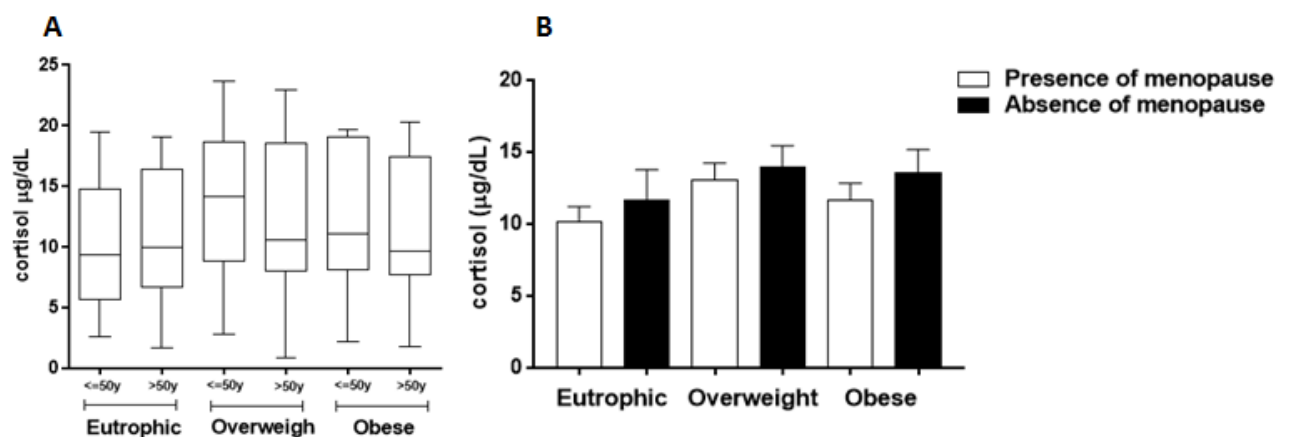 A
cortisol µg/dL
25
20
15
10
5
0
<=50y >50y <=50y >50y <=50y >50y
Eutrophic Overweigh Obese
B
cortisol (µg/dL)
20
15
10
5
0
Eutrophic Overweight Obese
Presence of menopause
Absence of menopause